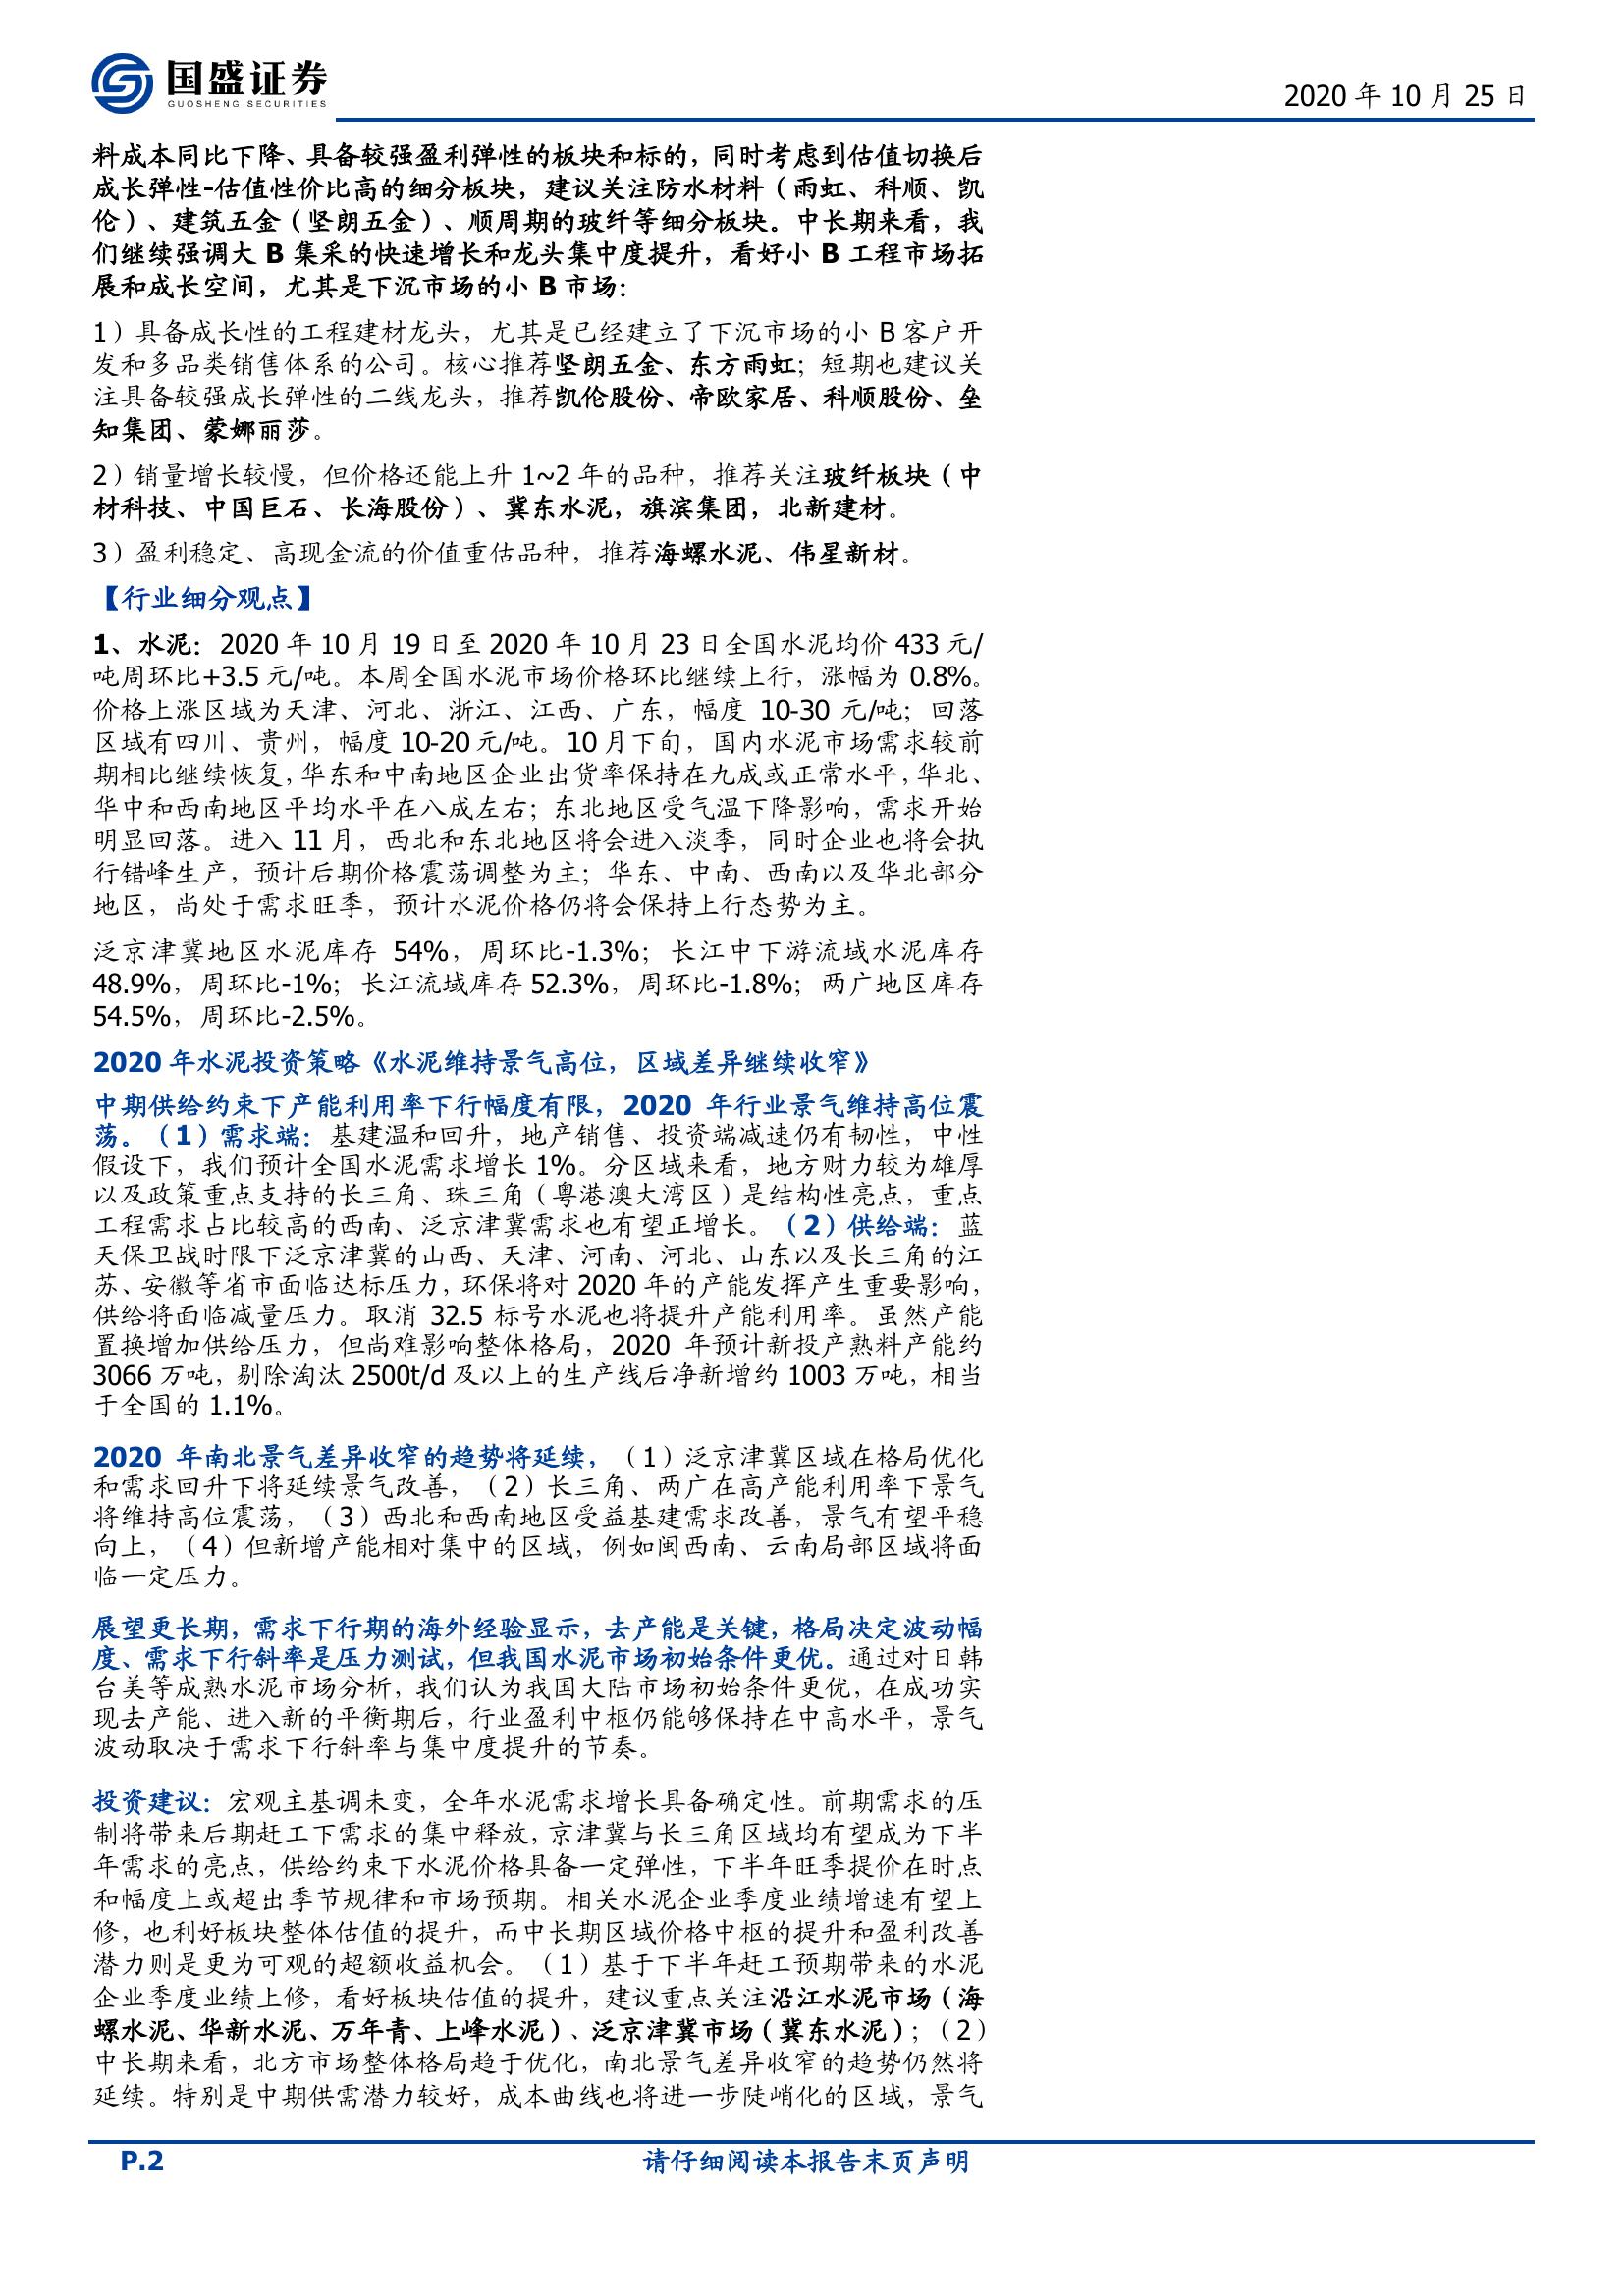 国盛证券
GUOSHENG SECURITIES
2020 年 10 月 25 日
料成本同比下降、具备较强盈利弹性的板块和标的，同时考虑到估值切换后
成长弹性-估值性价比高的细分板块，建议关注防水材料（雨虹、科顺、凯
伦）、建筑五金（坚朗五金）、顺周期的玻纤等细分板块。中长期来看，我
们继续强调大 B 集采的快速增长和龙头集中度提升，看好小 B 工程市场拓
展和成长空间，尤其是下沉市场的小 B 市场：
1）具备成长性的工程建材龙头，尤其是已经建立了下沉市场的小 B 客户开
发和多品类销售体系的公司。核心推荐坚朗五金、东方雨虹；短期也建议关
注具备较强成长弹性的二线龙头，推荐凯伦股份、帝欧家居、科顺股份、垒
知集团、蒙娜丽莎。
2）销量增长较慢，但价格还能上升 1~2 年的品种，推荐关注玻纤板块（中
材科技、中国巨石、长海股份）、冀东水泥，旗滨集团，北新建材。
3）盈利稳定、高现金流的价值重估品种，推荐海螺水泥、伟星新材。
【行业细分观点】
1、水泥：2020 年 10 月 19 日至 2020 年 10 月 23 日全国水泥均价 433 元/
吨周环比+3.5 元/吨。本周全国水泥市场价格环比继续上行，涨幅为 0.8%。
价格上涨区域为天津、河北、浙江、江西、广东，幅度 10-30 元/吨；回落
区域有四川、贵州，幅度 10-20 元/吨。10 月下旬，国内水泥市场需求较前
期相比继续恢复，华东和中南地区企业出货率保持在九成或正常水平，华北、
华中和西南地区平均水平在八成左右；东北地区受气温下降影响，需求开始
明显回落。进入 11 月，西北和东北地区将会进入淡季，同时企业也将会执
行错峰生产，预计后期价格震荡调整为主；华东、中南、西南以及华北部分
地区，尚处于需求旺季，预计水泥价格仍将会保持上行态势为主。
泛京津冀地区水泥库存 54%，周环比-1.3%；长江中下游流域水泥库存
48.9%，周环比-1%；长江流域库存 52.3%，周环比-1.8%；两广地区库存
54.5%，周环比-2.5%。
2020 年水泥投资策略《水泥维持景气高位，区域差异继续收窄》
中期供给约束下产能利用率下行幅度有限，2020 年行业景气维持高位震
荡。（1）需求端：基建温和回升，地产销售、投资端减速仍有韧性，中性
假设下，我们预计全国水泥需求增长 1%。分区域来看，地方财力较为雄厚
以及政策重点支持的长三角、珠三角（粤港澳大湾区）是结构性亮点，重点
工程需求占比较高的西南、泛京津冀需求也有望正增长。（2）供给端：蓝
天保卫战时限下泛京津冀的山西、天津、河南、河北、山东以及长三角的江
苏、安徽等省市面临达标压力，环保将对 2020 年的产能发挥产生重要影响，
供给将面临减量压力。取消 32.5 标号水泥也将提升产能利用率。虽然产能
置换增加供给压力，但尚难影响整体格局，2020 年预计新投产熟料产能约
3066 万吨，剔除淘汰 2500t/d 及以上的生产线后净新增约 1003 万吨，相当
于全国的 1.1%。
2020 年南北景气差异收窄的趋势将延续，（1）泛京津冀区域在格局优化
和需求回升下将延续景气改善，（2）长三角、两广在高产能利用率下景气
将维持高位震荡，（3）西北和西南地区受益基建需求改善，景气有望平稳
向上，（4）但新增产能相对集中的区域，例如闽西南、云南局部区域将面
临一定压力。
展望更长期，需求下行期的海外经验显示，去产能是关键，格局决定波动幅
度、需求下行斜率是压力测试，但我国水泥市场初始条件更优。通过对日韩
台美等成熟水泥市场分析，我们认为我国大陆市场初始条件更优，在成功实
现去产能、进入新的平衡期后，行业盈利中枢仍能够保持在中高水平，景气
波动取决于需求下行斜率与集中度提升的节奏。
投资建议：宏观主基调未变，全年水泥需求增长具备确定性。前期需求的压
制将带来后期赶工下需求的集中释放，京津冀与长三角区域均有望成为下半
年需求的亮点，供给约束下水泥价格具备一定弹性，下半年旺季提价在时点
和幅度上或超出季节规律和市场预期。相关水泥企业季度业绩增速有望上
修，也利好板块整体估值的提升，而中长期区域价格中枢的提升和盈利改善
潜力则是更为可观的超额收益机会。（1）基于下半年赶工预期带来的水泥
企业季度业绩上修，看好板块估值的提升，建议重点关注沿江水泥市场（海
螺水泥、华新水泥、万年青、上峰水泥）、泛京津冀市场（冀东水泥）；（2）
中长期来看，北方市场整体格局趋于优化，南北景气差异收窄的趋势仍然将
延续。特别是中期供需潜力较好，成本曲线也将进一步陡峭化的区域，景气
P.2
请仔细阅读本报告末页声明